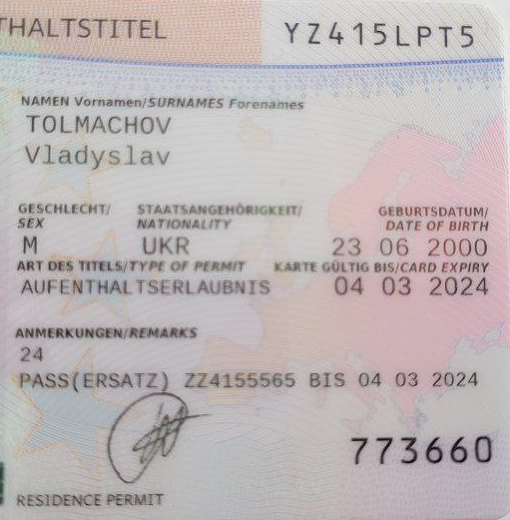 THALTSTITEL YZ415LPT5
NAMEN Vornamen/SURNAMES Forenames
TOLMACHOV
Vladyslav
GESCHLECHT/ STAATSANGEHÖRIGKEIT/ GEBURTSDATUM/
SEX NATIONALITY DATE OF BIRTH
M UKR 23 06 2000
ART DES TITELS/TYPE OF PERMIT KARTE GÜLTIG BIS/CARD EXPIRY
AUFENTHALTSERLAUBNIS 04 03 2024
ANMERKUNGEN/REMARKS
24
PASS(ERSATZ) ZZ4155565 BIS 04 03 2024
773660
RESIDENCE PERMIT